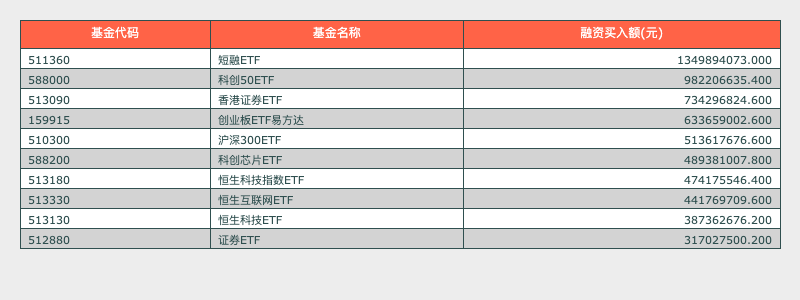 基金代码 基金名称 融资买入额(元)
511360 短融ETF 1349894073.000
588000 科创50ETF 982206635.400
513090 香港证券ETF 734296824.600
159915 创业板ETF易方达 633659002.600
510300 沪深300ETF 513617676.600
588200 科创芯片ETF 489381007.800
513180 恒生科技指数ETF 474175546.400
513330 恒生互联网ETF 441769709.600
513130 恒生科技ETF 387362676.200
512880 证券ETF 317027500.200